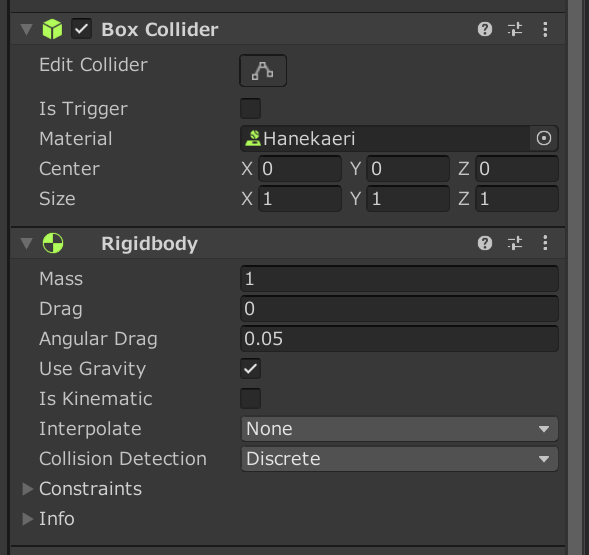 Box Collider
Edit Collider
Is Trigger
Material Hanekaeri
Center X 0 Y 0 Z 0
Size X 1 Y 1 Z 1
Rigidbody
Mass 1
Drag 0
Angular Drag 0.05
Use Gravity
Is Kinematic
Interpolate None
Collision Detection Discrete
Constraints
Info